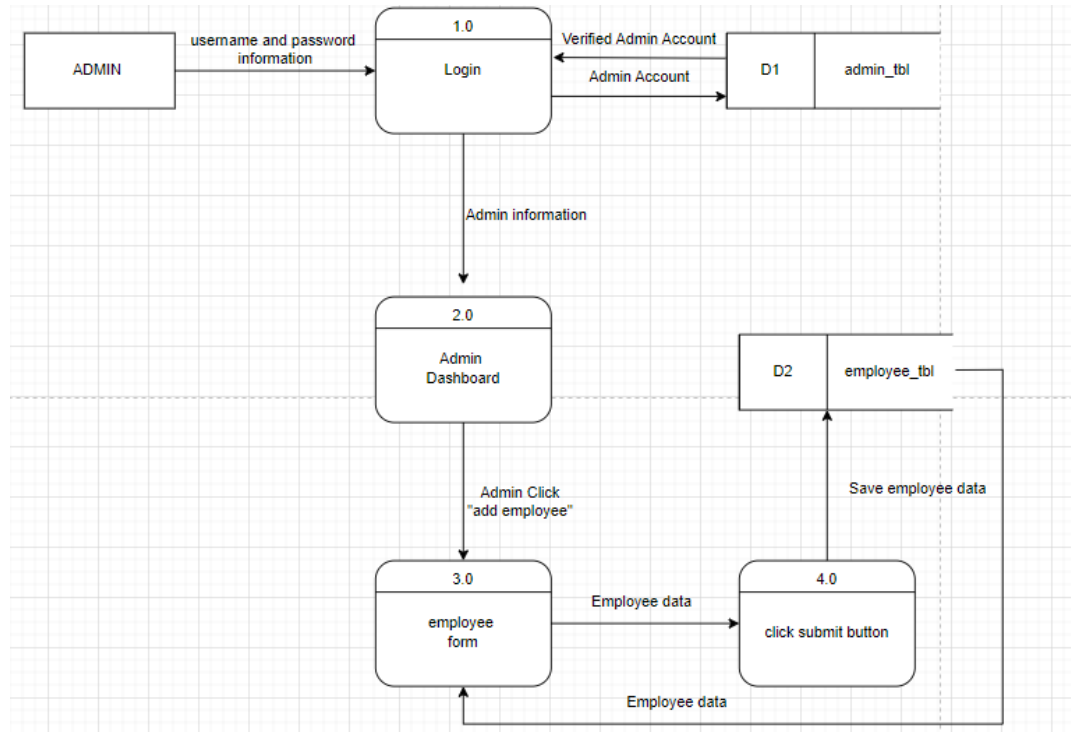 1.0
username and password
information
Verified Admin Account
ADMIN
Login
D1
admin_tbl
Admin Account
Admin information
2.0
Admin
Dashboard
D2
employee_tbl
Admin Click
"add employee"
Save employee data
3.0
4.0
Employee data
employee
form
click submit button
Employee data